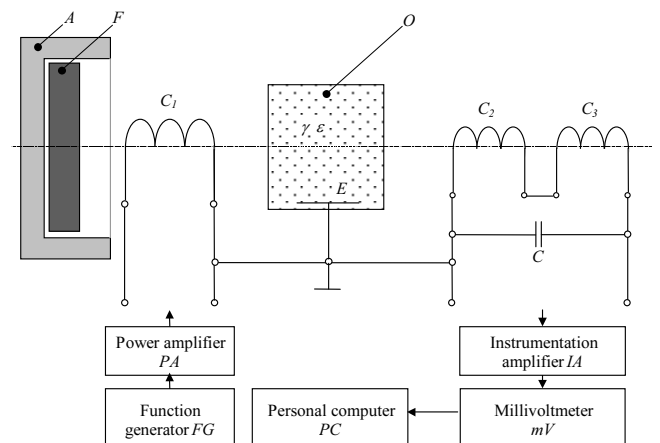 A
F
O
C1
C2
C3
γ ε
E
C
Power amplifier
PA
Instrumentation
amplifier IA
Function
generator FG
Personal computer
PC
Millivoltmeter
mV